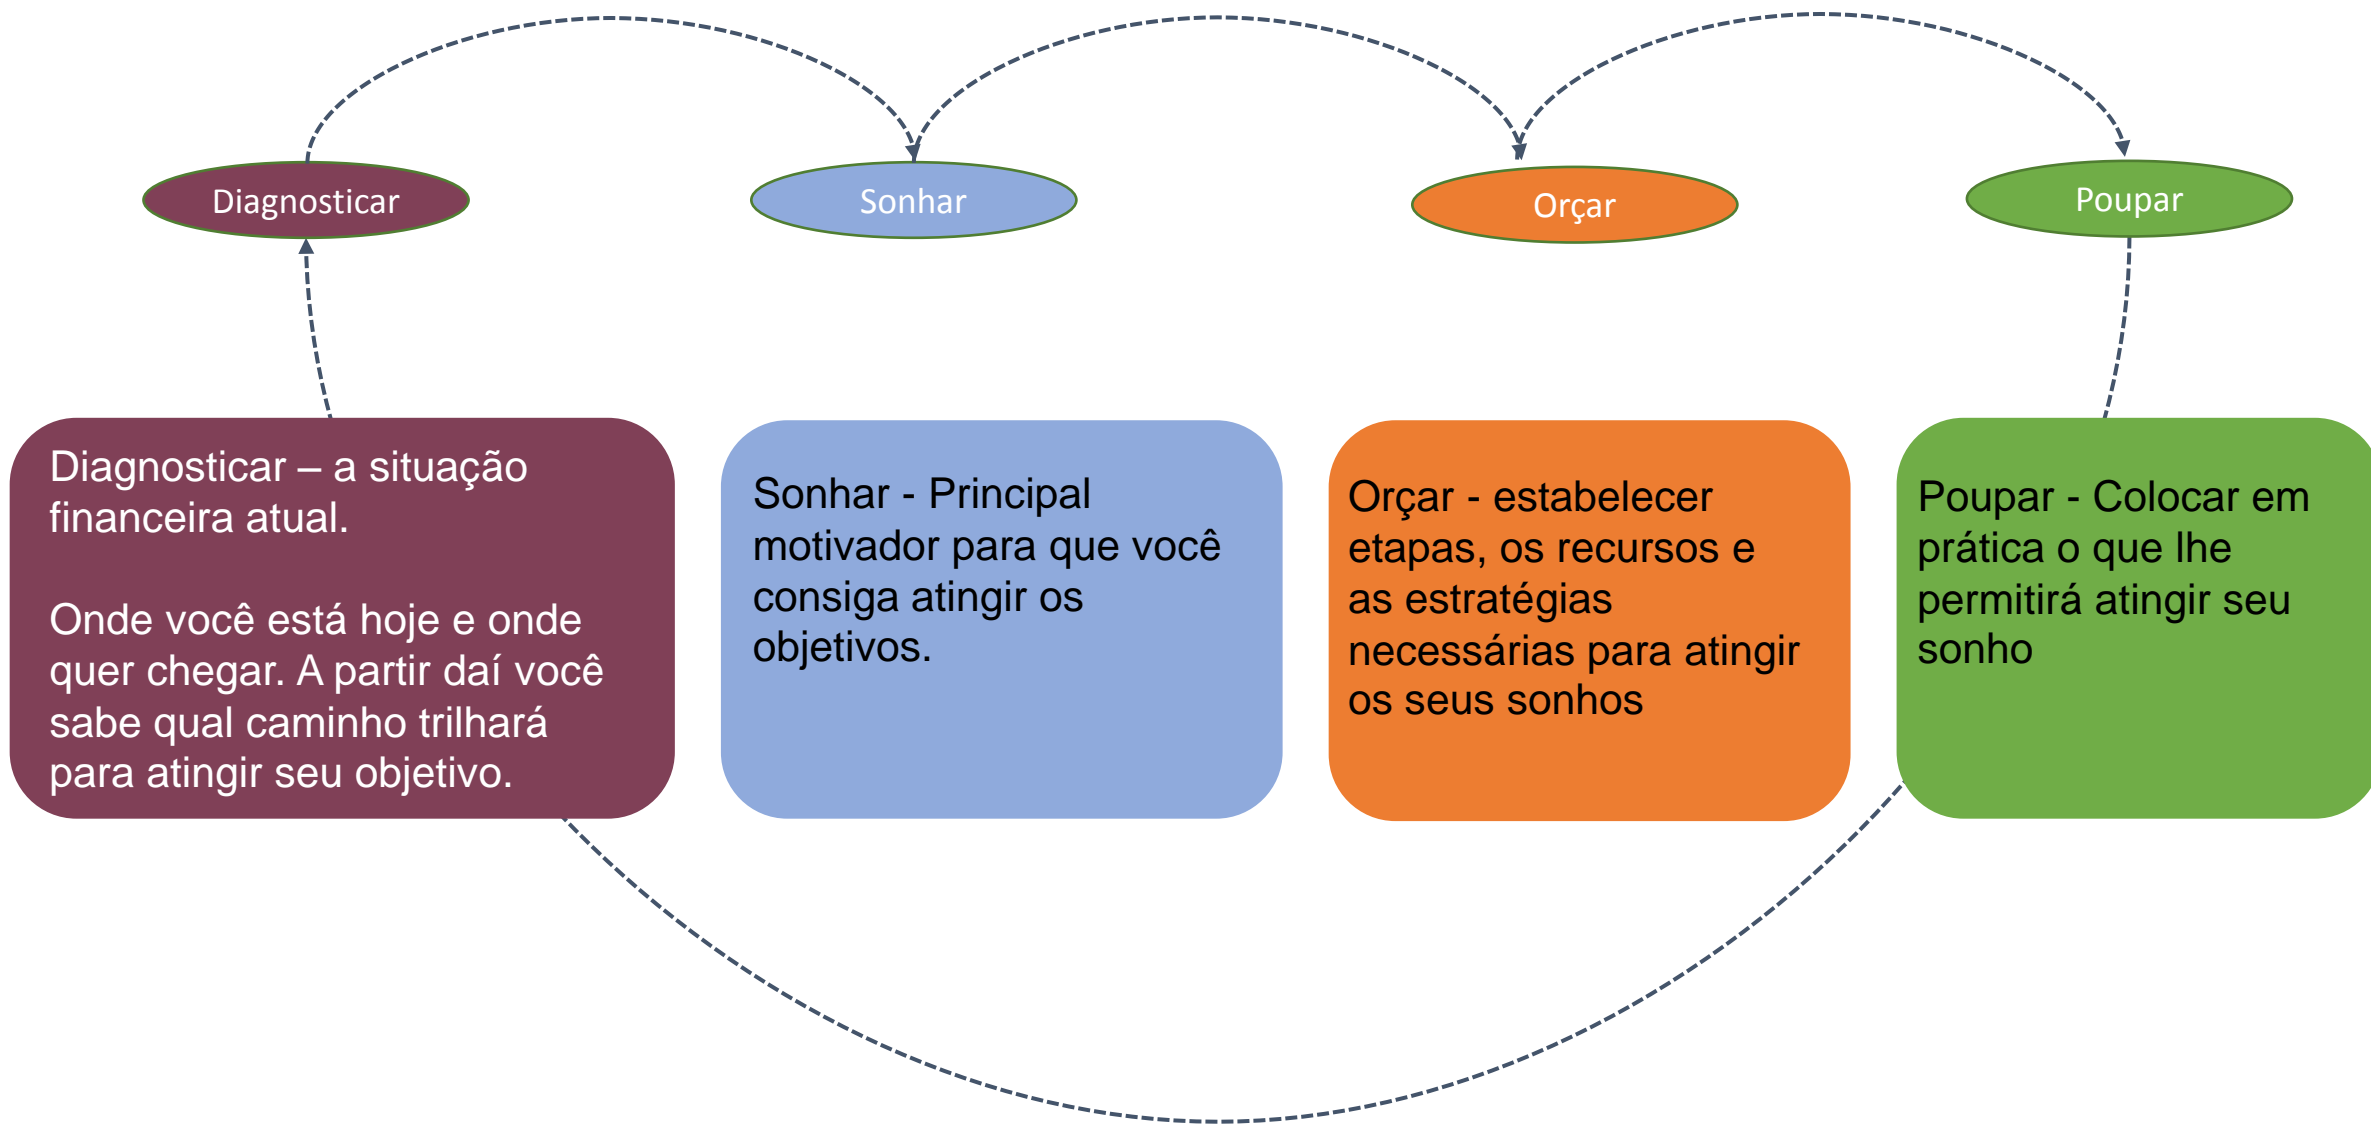 Diagnosticar
Sonhar
Orçar
Poupar
Diagnosticar – a situação
financeira atual.
Onde você está hoje e onde
quer chegar. A partir daí você
sabe qual caminho trilhará
para atingir seu objetivo.
Sonhar - Principal
motivador para que você
consiga atingir os
objetivos.
Orçar - estabelecer
etapas, os recursos e
as estratégias
necessárias para atingir
os seus sonhos
Poupar - Colocar em
prática o que lhe
permitirá atingir seu
sonho